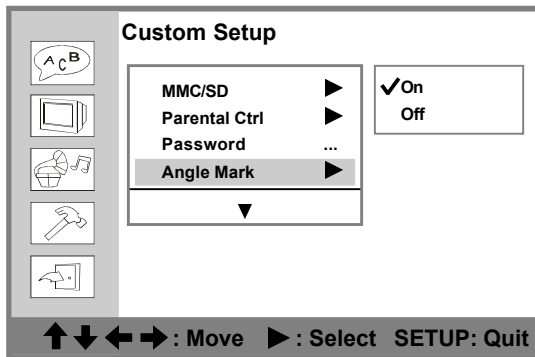 Custom Setup
A C B
MMC/SD ▶
Parental Ctrl ▶
Password ...
Angle Mark ▶
▼
✓On
Off
↑ ↓ ← → : Move ▶ : Select SETUP: Quit